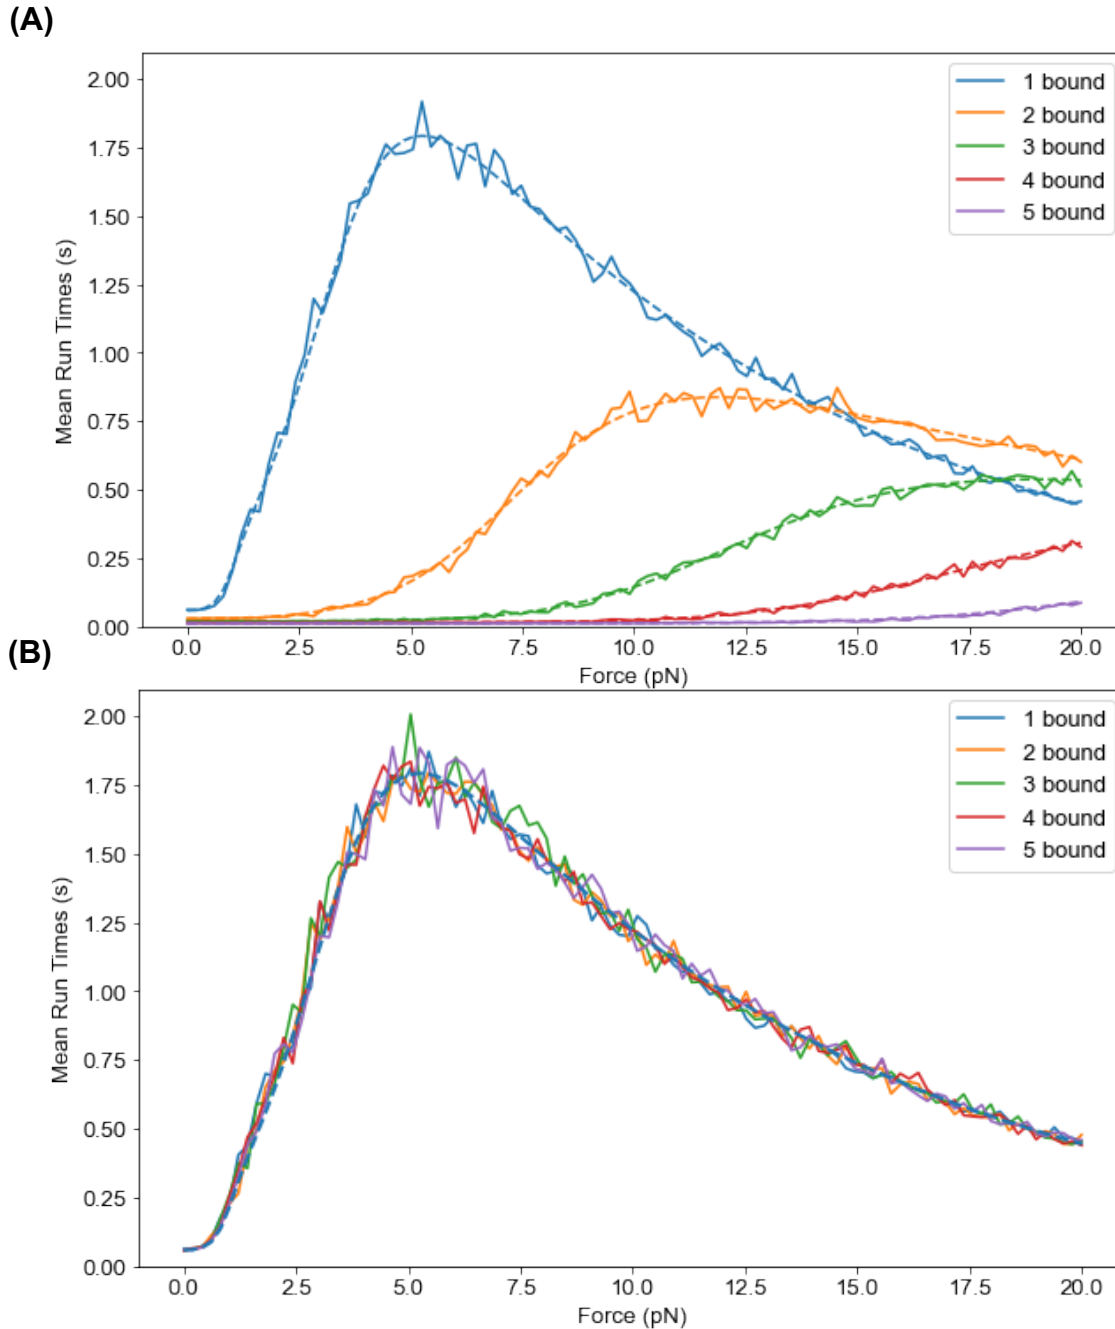 (A)
2.00
1.75
1.50
1.25
1.00
0.75
0.50
0.25
0.00
Mean Run Times (s)
1 bound
2 bound
3 bound
4 bound
5 bound
0.0 2.5 5.0 7.5 10.0 12.5 15.0 17.5 20.0
Force (pN)
(B)
2.00
1.75
1.50
1.25
1.00
0.75
0.50
0.25
0.00
Mean Run Times (s)
1 bound
2 bound
3 bound
4 bound
5 bound
0.0 2.5 5.0 7.5 10.0 12.5 15.0 17.5 20.0
Force (pN)